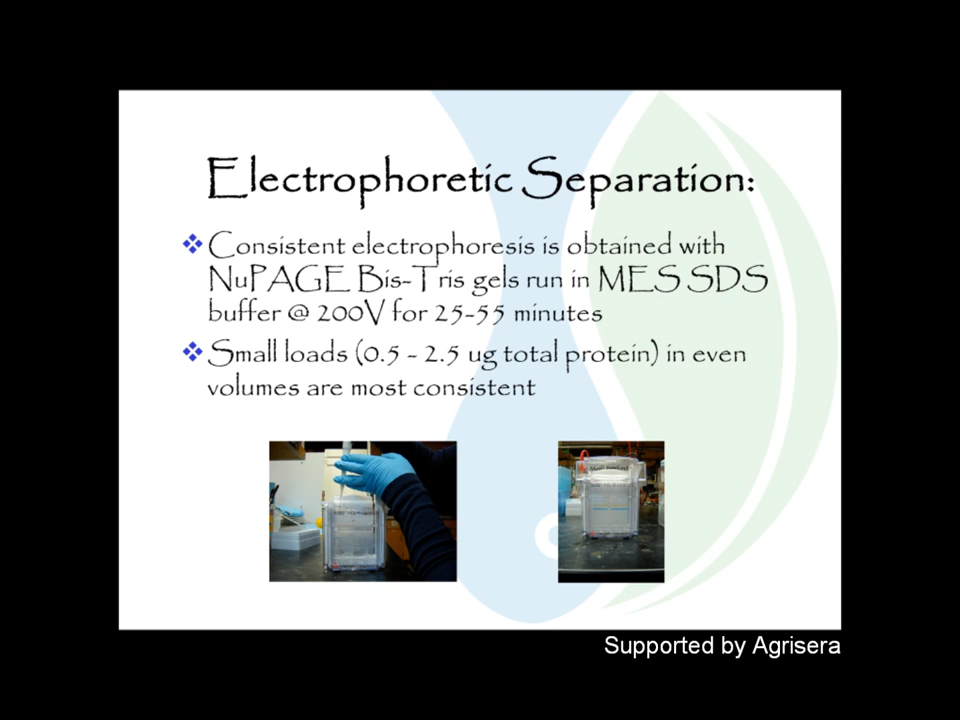 Electrophoretic Separation:
❖ Consistent electrophoresis is obtained with
NuPAGE Bis-Tris gels run in MES SDS
buffer @ 200V for 25-55 minutes
❖ Small loads (0.5 - 2.5 ug total protein) in even
volumes are most consistent
Supported by Agrisera